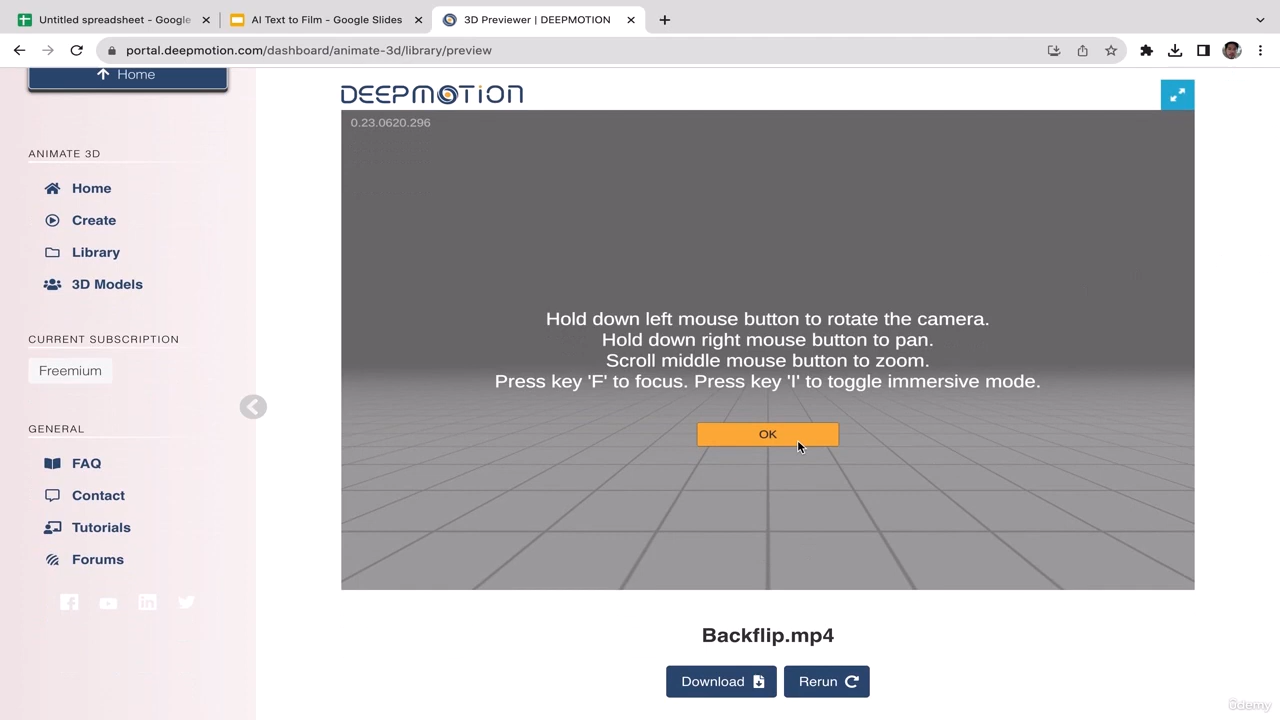 Untitled spreadsheet - Google
AI Text to Film - Google Slides
3D Previewer | DEEPMOTION
portal.deepmotion.com/dashboard/animate-3d/library/preview
Home
ANIMATE 3D
Home
Create
Library
3D Models
CURRENT SUBSCRIPTION
Freemium
GENERAL
FAQ
Contact
Tutorials
Forums
DEEPMOTION
0.23.0620.296
Hold down left mouse button to rotate the camera.
Hold down right mouse button to pan.
Scroll middle mouse button to zoom.
Press key 'F' to focus. Press key 'I' to toggle immersive mode.
OK
Backflip.mp4
Download
Rerun
ûdemy